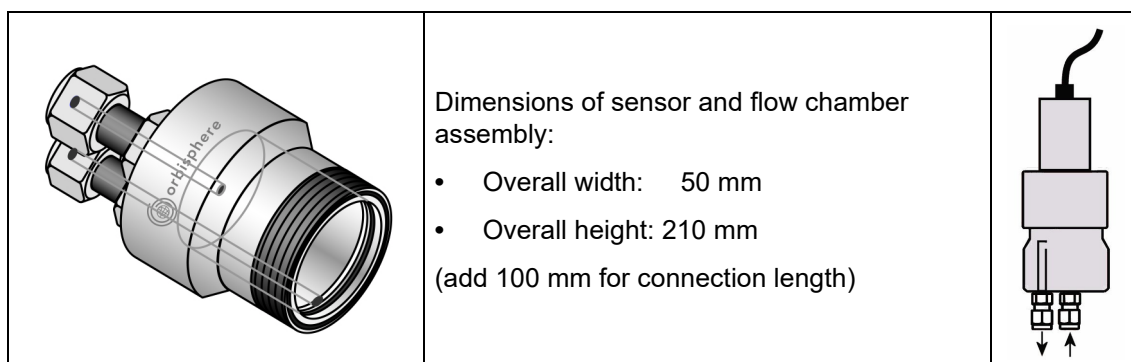 orbisphere
Dimensions of sensor and flow chamber
assembly:
• Overall width: 50 mm
• Overall height: 210 mm
(add 100 mm for connection length)